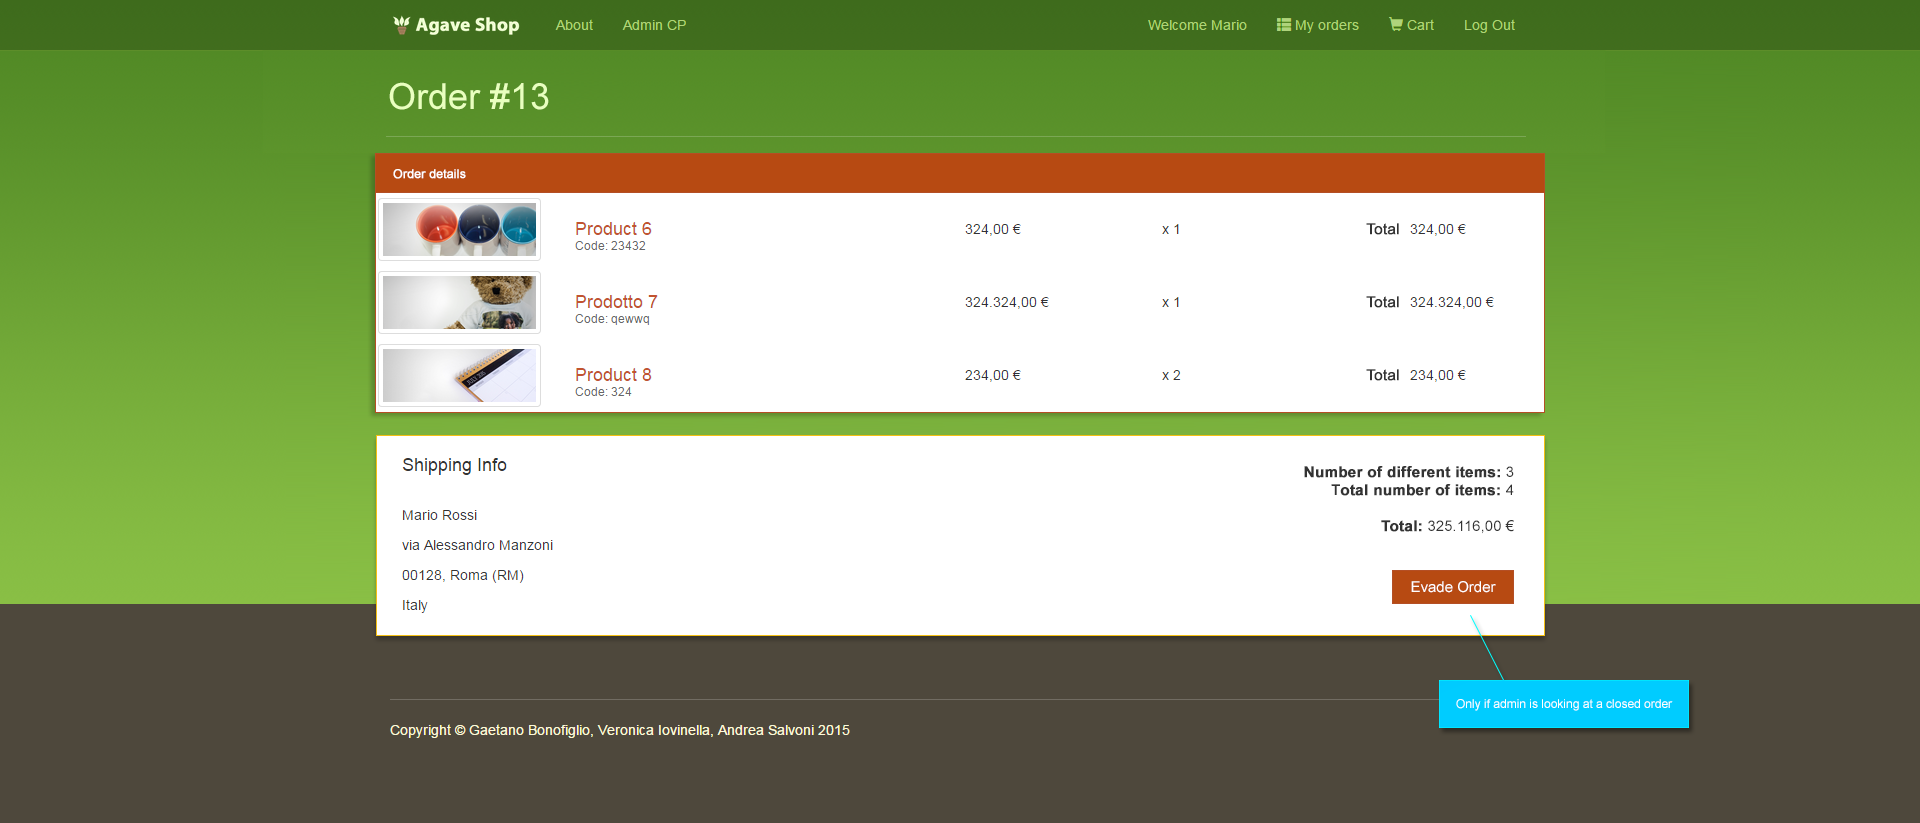 Agave Shop About Admin CP Welcome Mario My orders Cart Log Out
Order #13
Order details
Product 6 324,00 € x 1 Total 324,00 €
Code: 23432
Prodotto 7 324.324,00 € x 1 Total 324.324,00 €
Code: qewwq
Product 8 234,00 € x 2 Total 234,00 €
Code: 324
Shipping Info
Number of different items: 3
Total number of items: 4
Mario Rossi
Total: 325.116,00 €
via Alessandro Manzoni
00128, Roma (RM)
Evade Order
Italy
Only if admin is looking at a closed order
Copyright © Gaetano Bonofiglio, Veronica Iovinella, Andrea Salvoni 2015